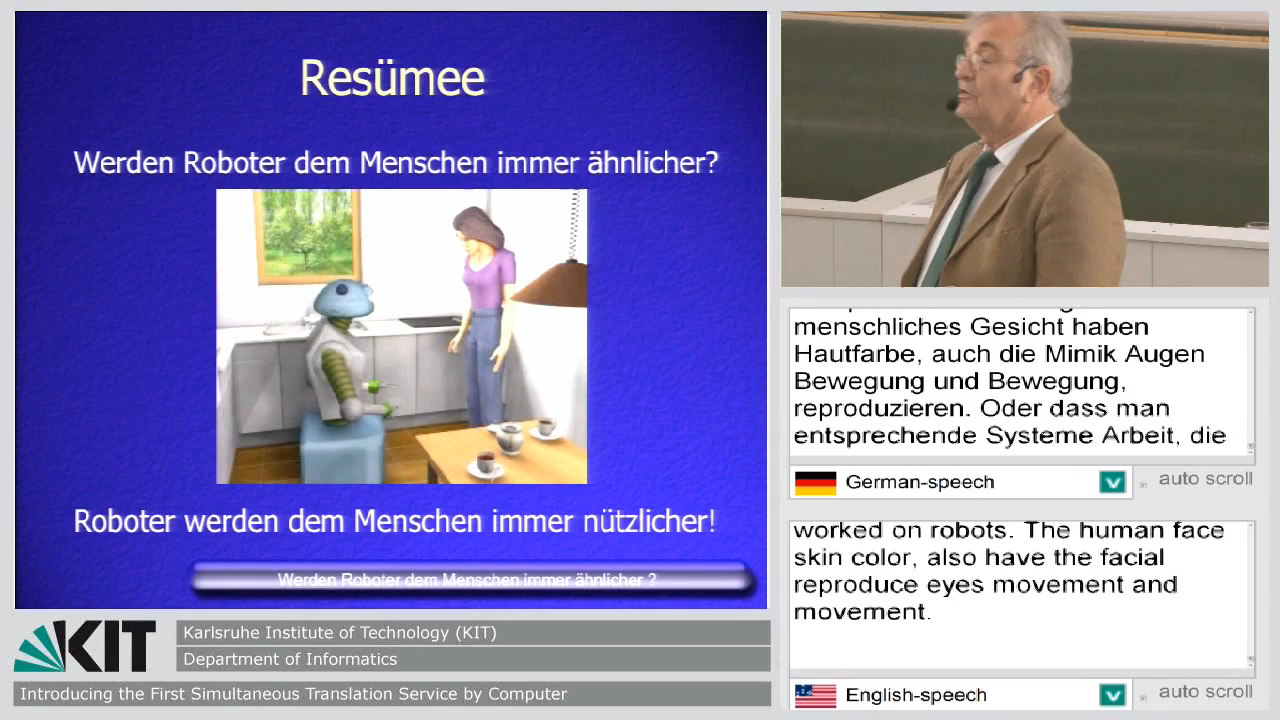 Resümee
Werden Roboter dem Menschen immer ähnlicher?
Roboter werden dem Menschen immer nützlicher!
Werden Roboter dem Menschen immer ähnlicher ?
menschliches Gesicht haben
Hautfarbe, auch die Mimik Augen
Bewegung und Bewegung,
reproduzieren. Oder dass man
entsprechende Systeme Arbeit, die
German-speech
auto scroll
worked on robots. The human face
skin color, also have the facial
reproduce eyes movement and
movement.
English-speech
auto scroll
KIT
Karlsruhe Institute of Technology (KIT)
Department of Informatics
Introducing the First Simultaneous Translation Service by Computer